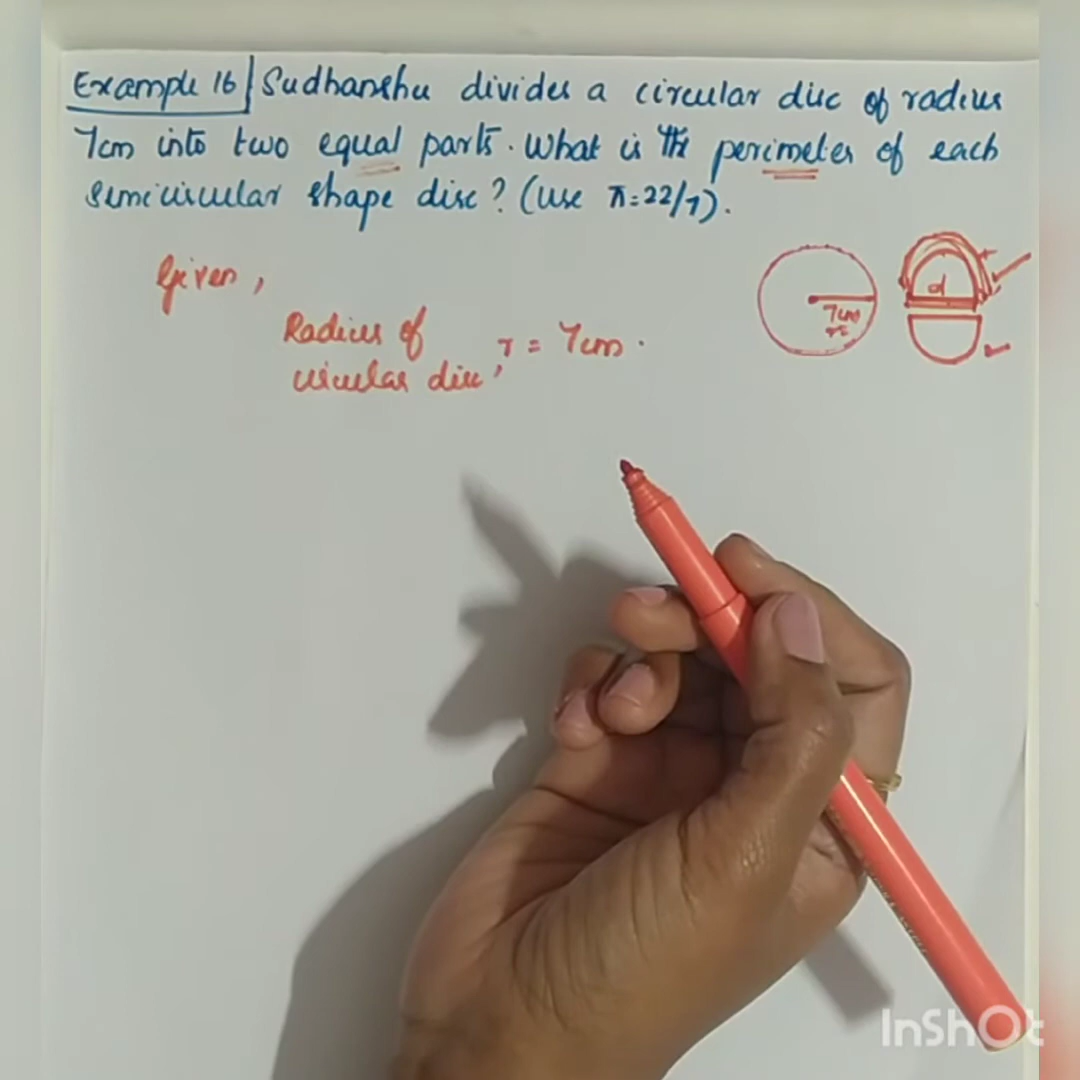 Example 16 Sudhanshu divides a circular disc of radius
7cm into two equal parts. What is the perimeter of each
semicircular shape disc? (Use π=22/7).
Given,
Radius of
circular disc, r = 7cm.
7cm
r
d
InShOt